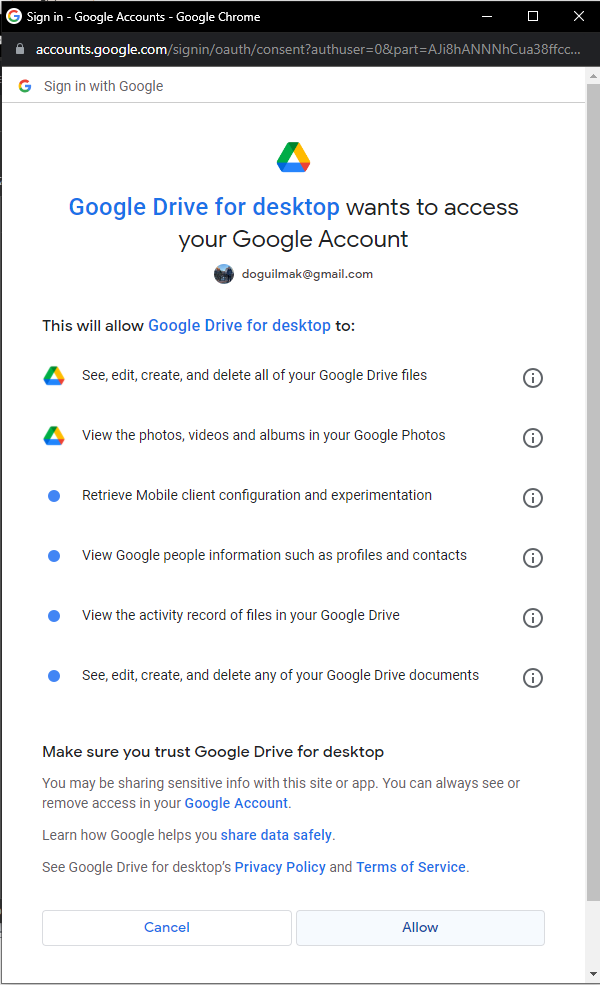 Sign in - Google Accounts - Google Chrome
accounts.google.com/signin/oauth/consent?authuser=0&part=AJi8hANNNhCua38ffcc...
Sign in with Google
Google Drive for desktop wants to access
your Google Account
doguilmak@gmail.com
This will allow Google Drive for desktop to:
See, edit, create, and delete all of your Google Drive files
View the photos, videos and albums in your Google Photos
Retrieve Mobile client configuration and experimentation
View Google people information such as profiles and contacts
View the activity record of files in your Google Drive
See, edit, create, and delete any of your Google Drive documents
Make sure you trust Google Drive for desktop
You may be sharing sensitive info with this site or app. You can always see or
remove access in your Google Account.
Learn how Google helps you share data safely.
See Google Drive for desktop's Privacy Policy and Terms of Service.
Cancel
Allow